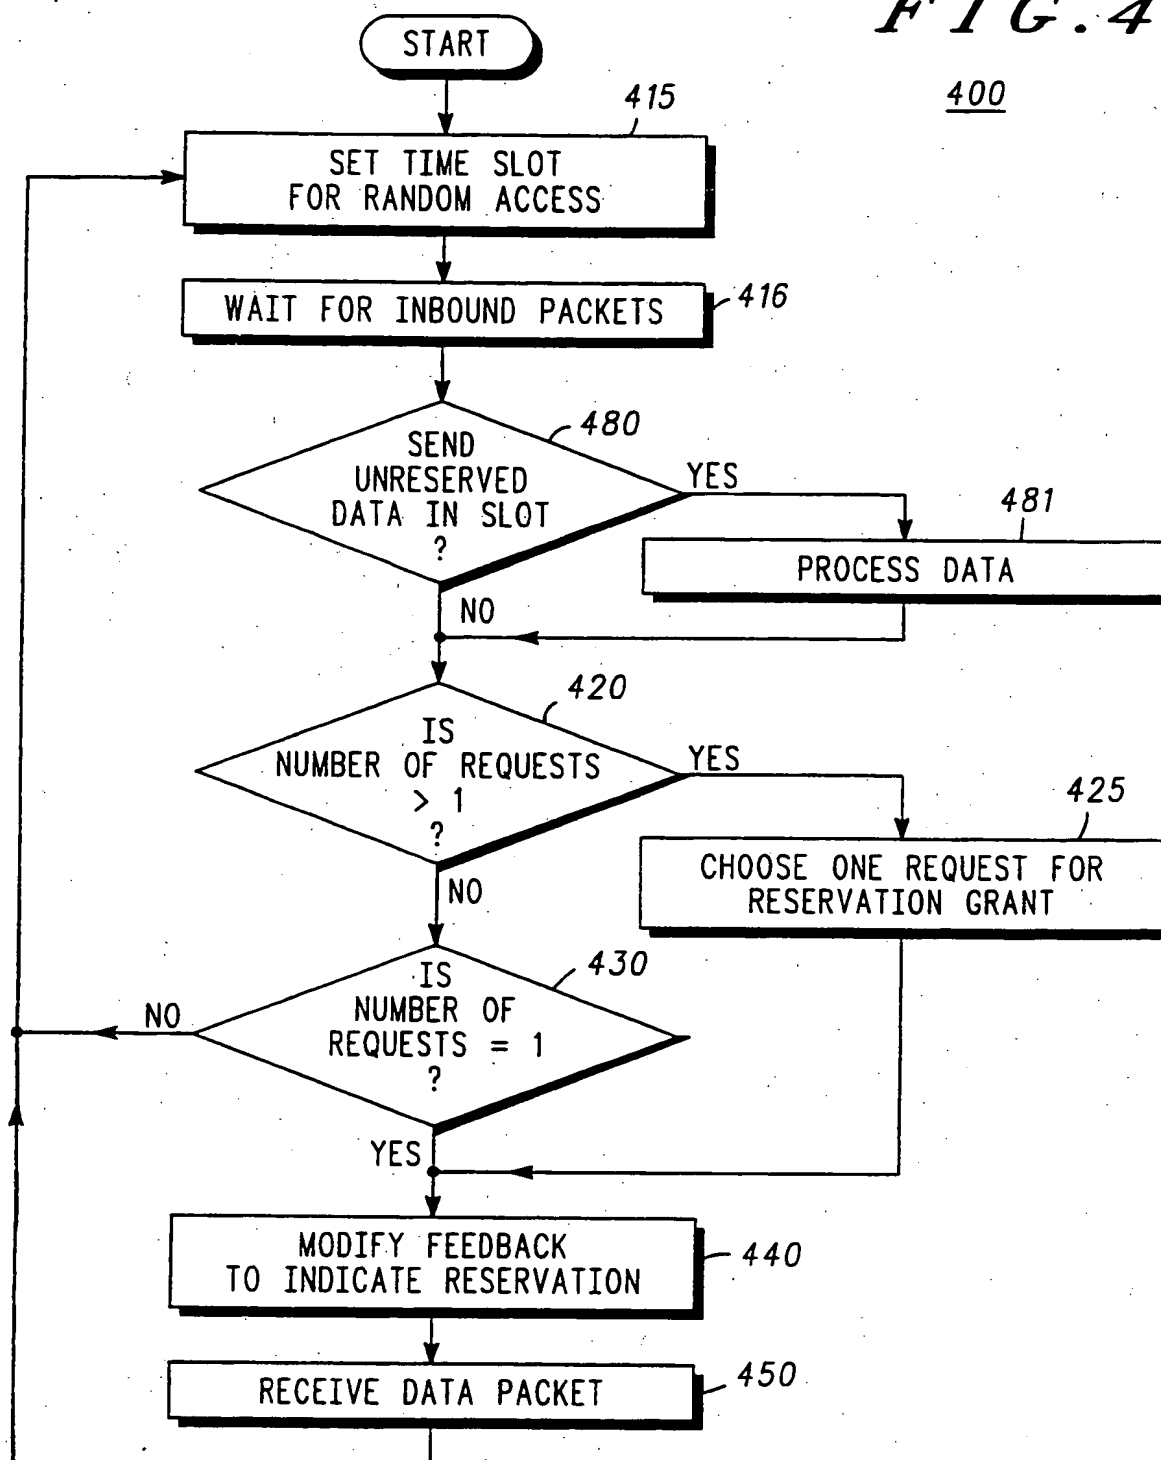 FIG.4
START
400
415
SET TIME SLOT
FOR RANDOM ACCESS
WAIT FOR INBOUND PACKETS
416
480
SEND
UNRESERVED
DATA IN SLOT
?
YES
481
PROCESS DATA
NO
420
IS
NUMBER OF REQUESTS
> 1
?
YES
425
CHOOSE ONE REQUEST FOR
RESERVATION GRANT
NO
430
IS
NUMBER OF
REQUESTS = 1
?
NO
YES
MODIFY FEEDBACK
TO INDICATE RESERVATION
440
RECEIVE DATA PACKET
450